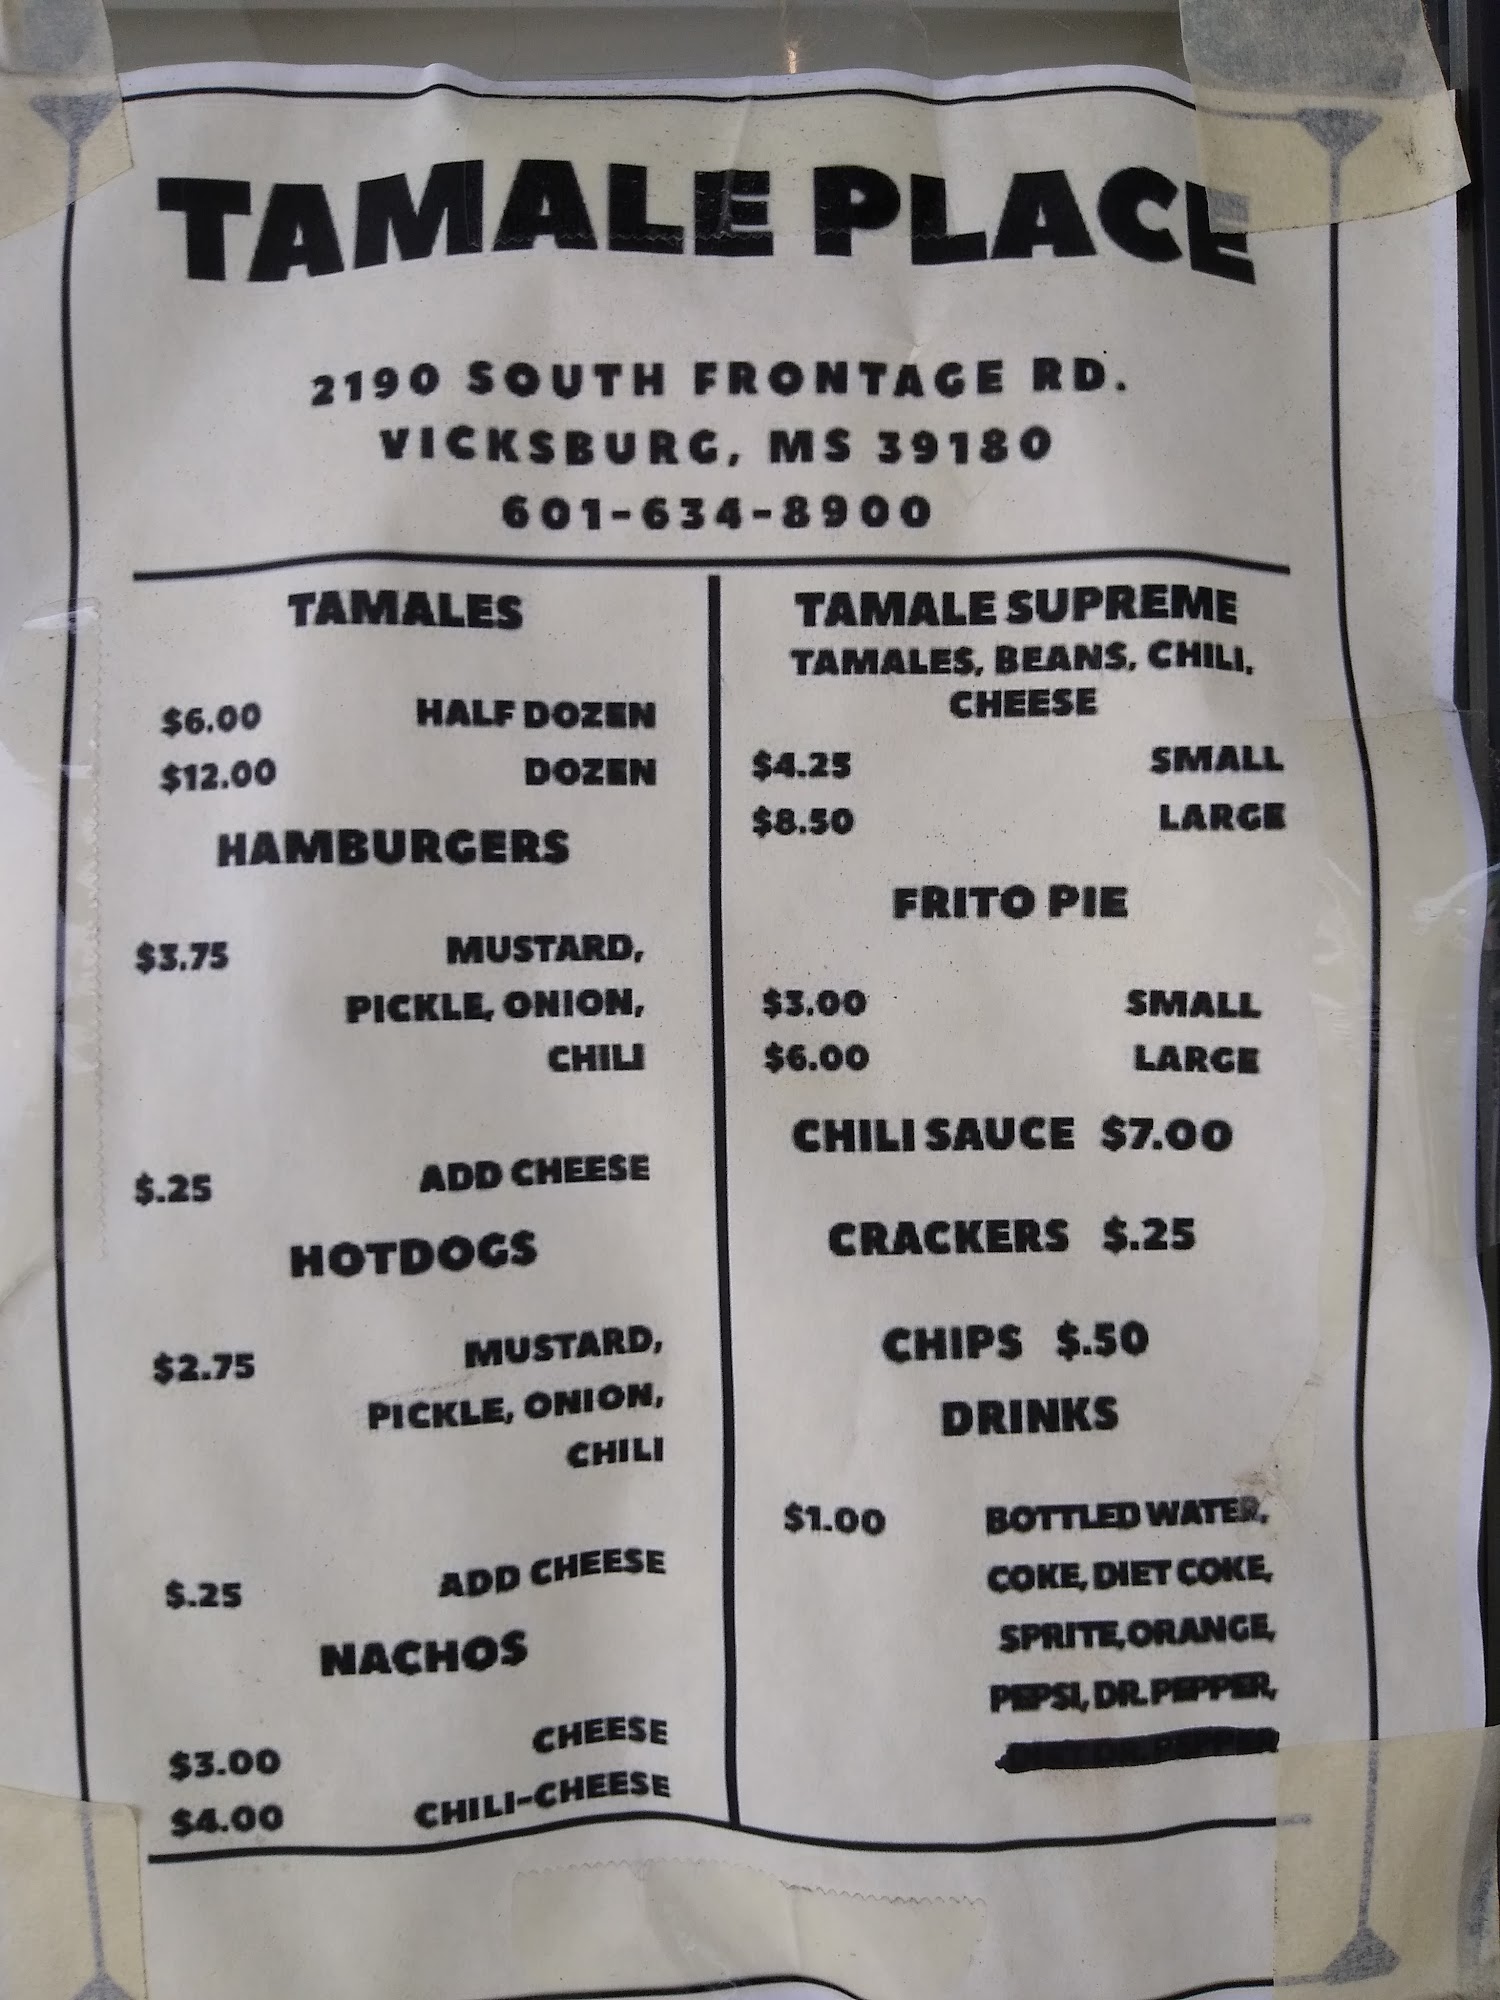 TAMALE PLACE
2190 SOUTH FRONTAGE RD.
VICKSBURG, MS 39180
601-634-8900
TAMALES
$6.00 HALF DOZEN
$12.00 DOZEN
HAMBURGERS
$3.75 MUSTARD,
PICKLE, ONION,
CHILI
$.25 ADD CHEESE
HOTDOGS
$2.75 MUSTARD,
PICKLE, ONION,
CHILI
$.25 ADD CHEESE
NACHOS
$3.00 CHEESE
$4.00 CHILI-CHEESE
TAMALE SUPREME
TAMALES, BEANS, CHILI,
CHEESE
$4.25 SMALL
$8.50 LARGE
FRITO PIE
$3.00 SMALL
$6.00 LARGE
CHILI SAUCE $7.00
CRACKERS $.25
CHIPS $.50
DRINKS
$1.00 BOTTLED WATER,
COKE, DIET COKE,
SPRITE, ORANGE,
PEPSI, DR. PEPPER,